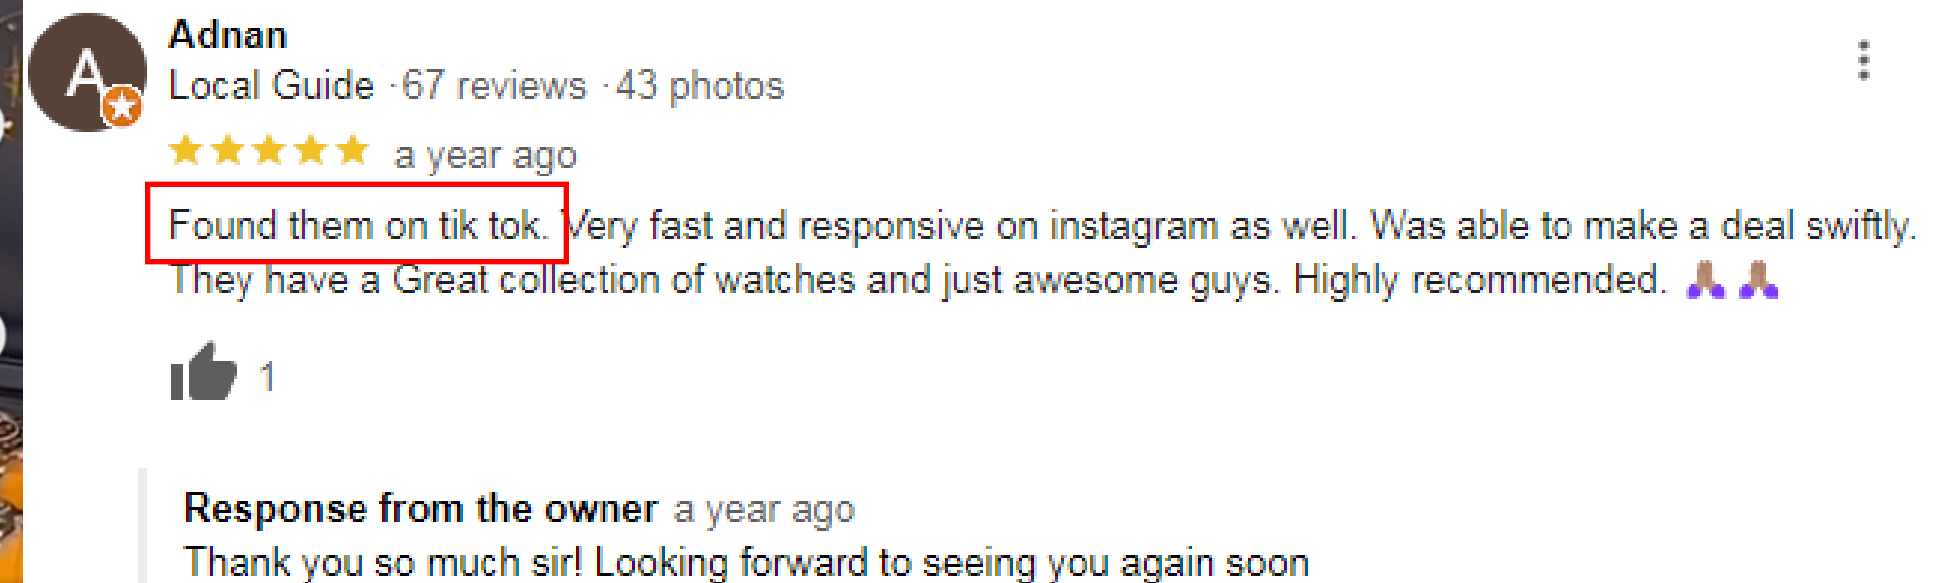 A
Adnan
Local Guide ·67 reviews ·43 photos
a year ago
Found them on tik tok. Very fast and responsive on instagram as well. Was able to make a deal swiftly.
They have a Great collection of watches and just awesome guys. Highly recommended. 🙏🏽🙏🏽
1
Response from the owner a year ago
Thank you so much sir! Looking forward to seeing you again soon